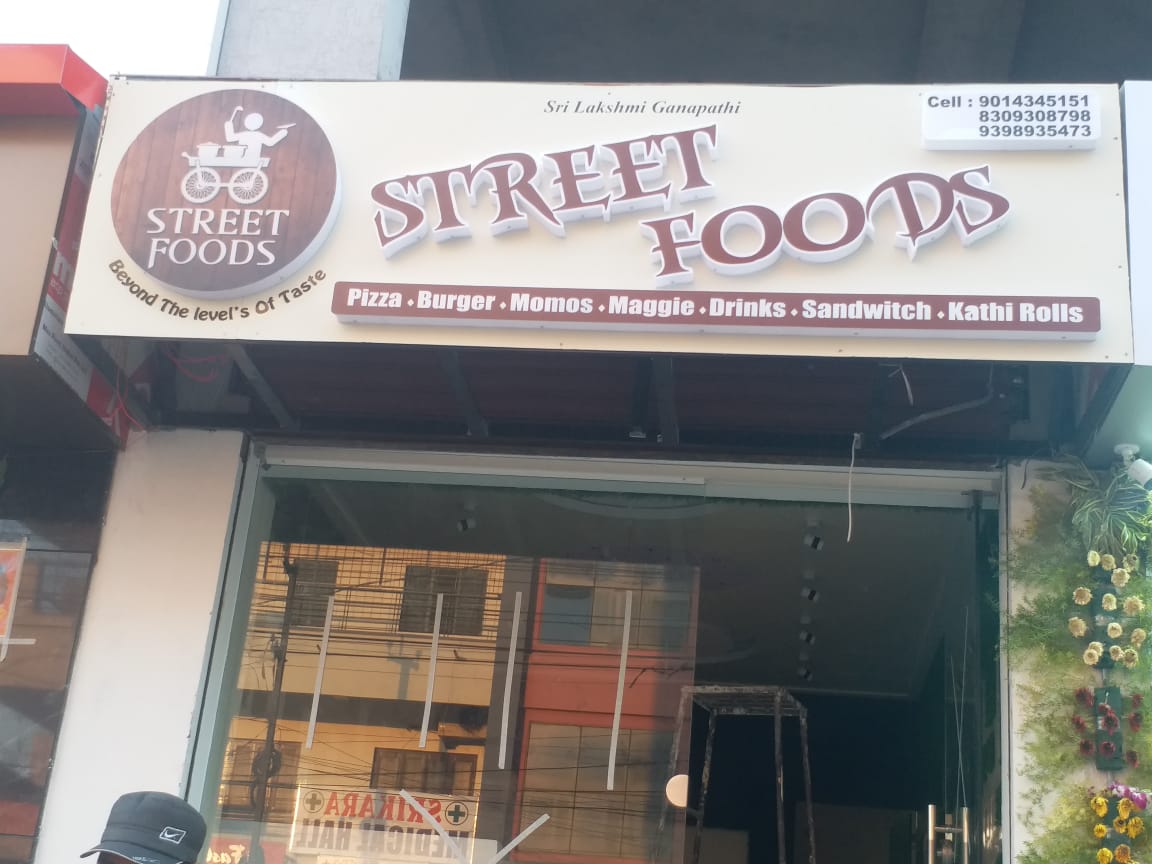 Sri Lakshmi Ganapathi
Cell : 9014345151
8309308798
9398935473
STREET
FOODS
STREET
FOODS
Beyond The level's Of Taste
Pizza ⬩ Burger ⬩ Momos ⬩ Maggie ⬩ Drinks ⬩ Sandwitch ⬩ Kathi Rolls
SRIKARA
MEDICAL HALL
Fast